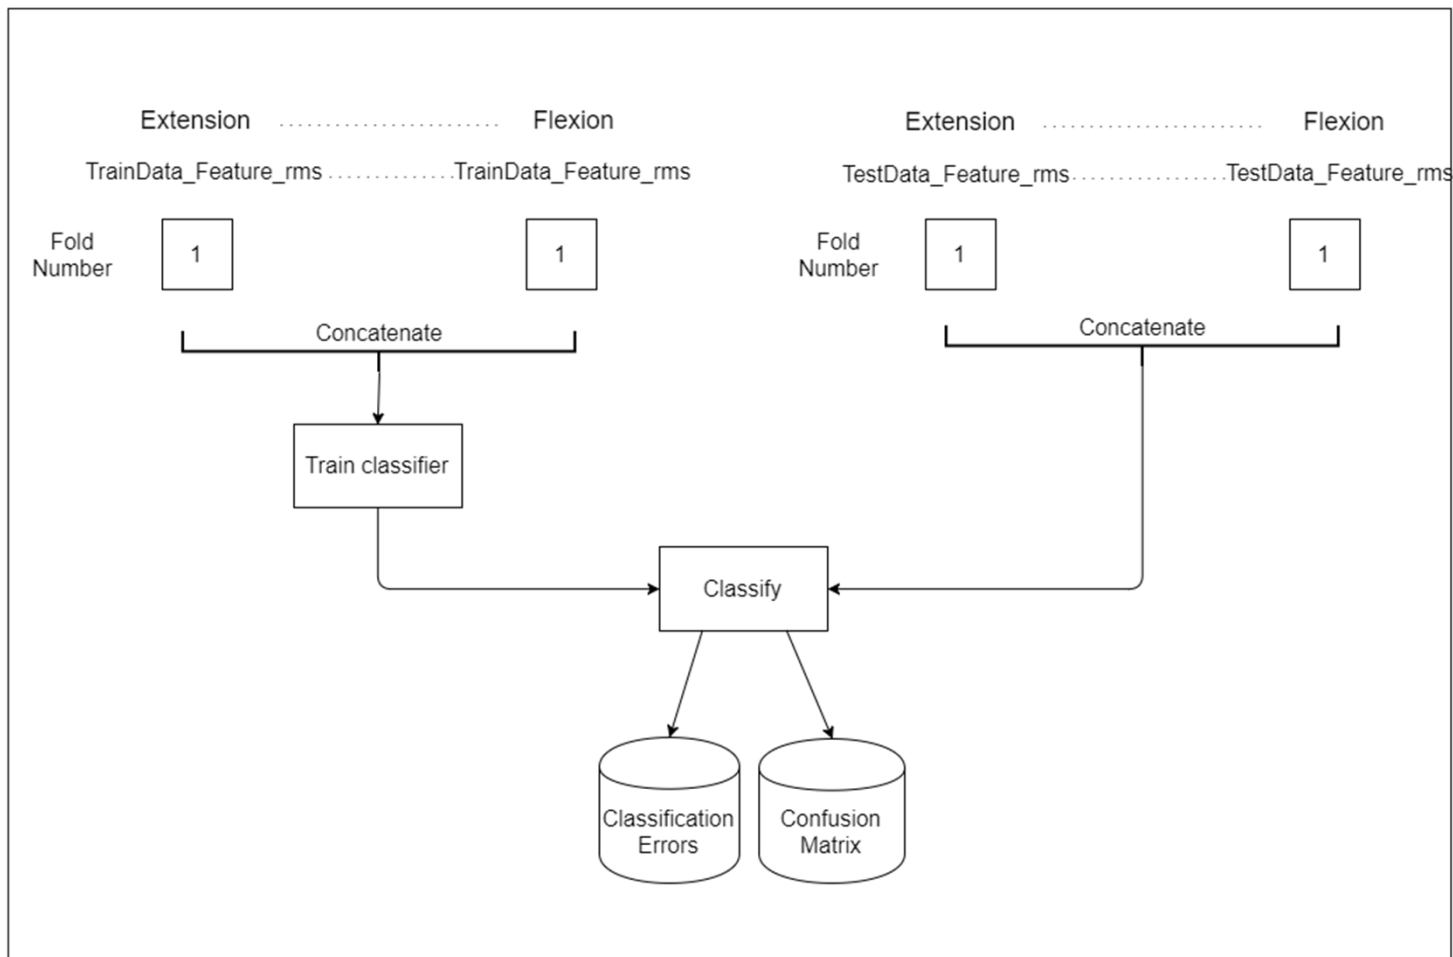 Extension ........................ Flexion
Extension ........................ Flexion
TrainData_Feature_rms .............TrainData_Feature_rms
TestData_Feature_rms.................TestData_Feature_rms
Fold
Number
1
1
Fold
Number
1
1
Concatenate
Concatenate
Train classifier
Classify
Classification
Errors
Confusion
Matrix